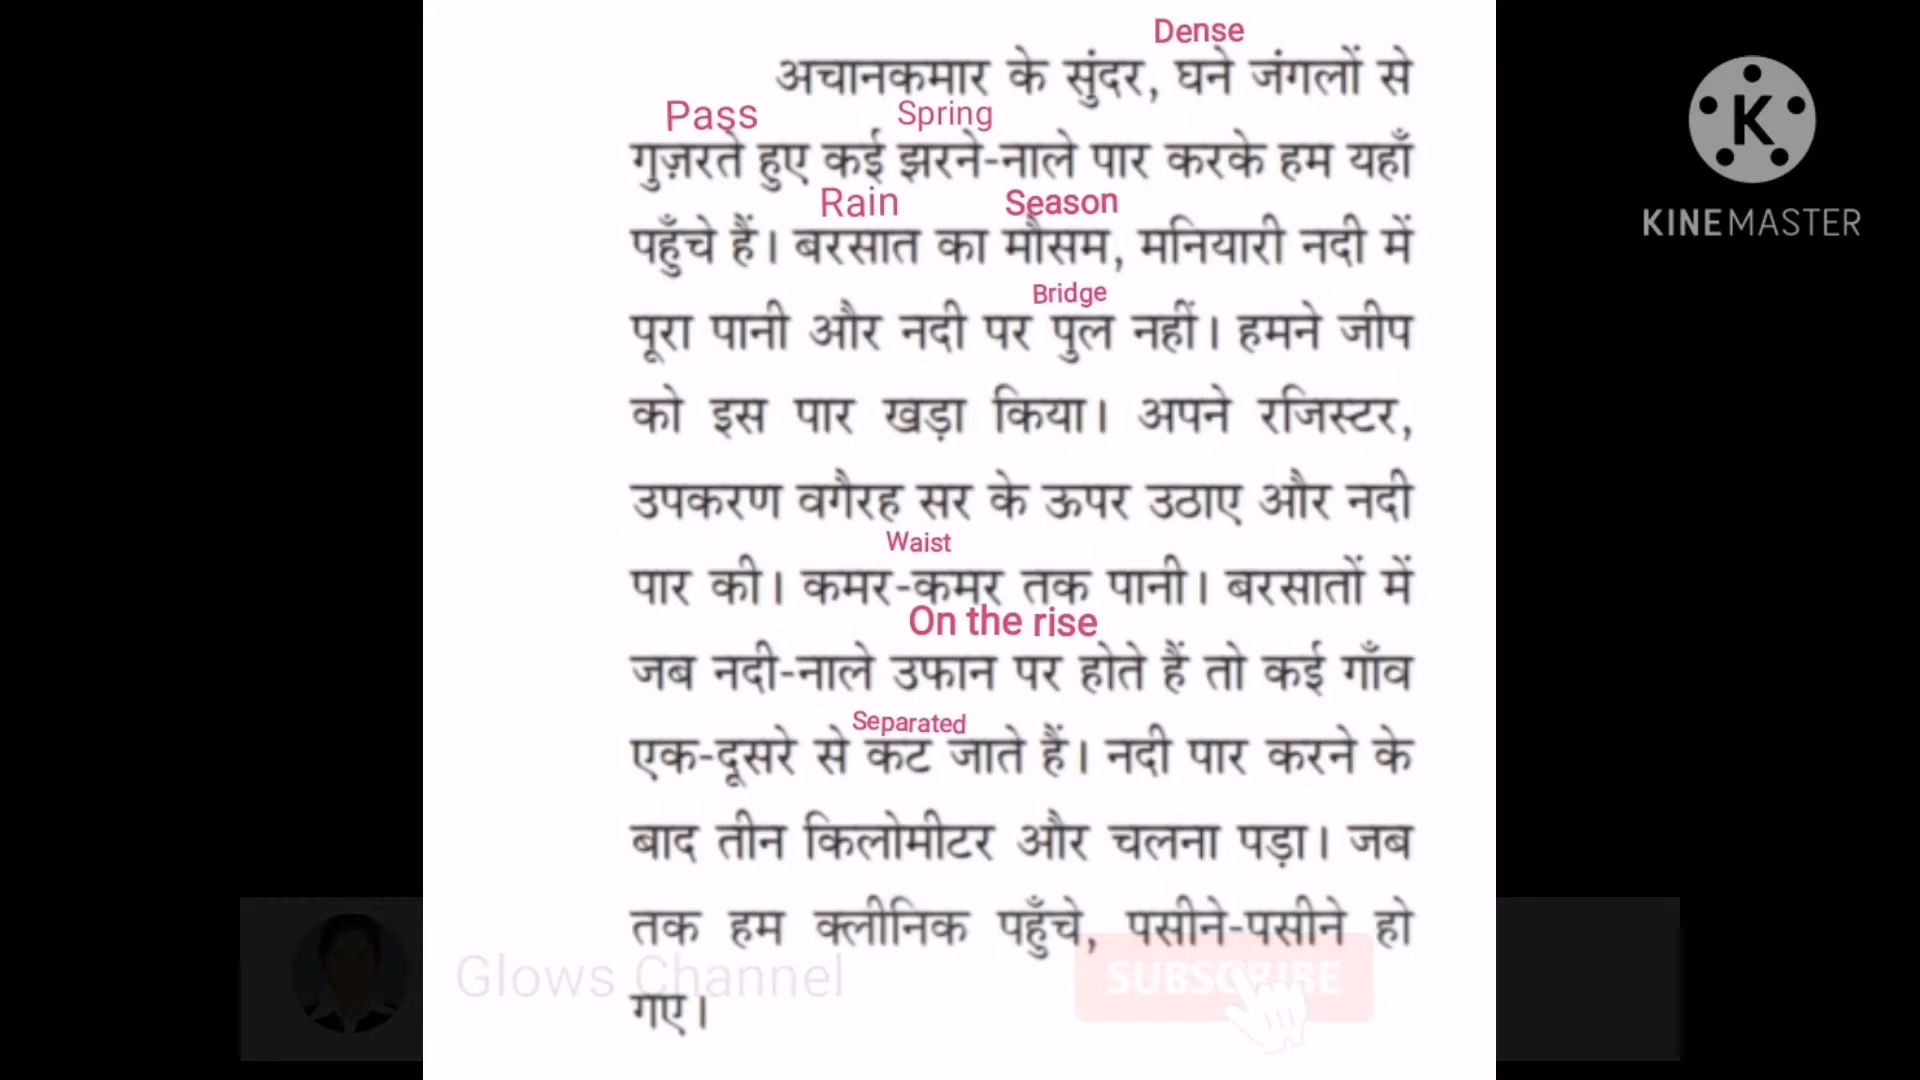 Dense
अचानकमार के सुंदर, घने जंगलों से
Pass Spring
गुज़रते हुए कई झरने-नाले पार करके हम यहाँ
Rain Season
पहुँचे हैं। बरसात का मौसम, मनियारी नदी में
Bridge
पूरा पानी और नदी पर पुल नहीं। हमने जीप
को इस पार खड़ा किया। अपने रजिस्टर,
उपकरण वगैरह सर के ऊपर उठाए और नदी
Waist
पार की। कमर-कमर तक पानी। बरसातों में
On the rise
जब नदी-नाले उफान पर होते हैं तो कई गाँव
Separated
एक-दूसरे से कट जाते हैं। नदी पार करने के
बाद तीन किलोमीटर और चलना पड़ा। जब
तक हम क्लीनिक पहुँचे, पसीने-पसीने हो
गए।
Glows Channel
SUBSCRIBE
K
KINEMASTER